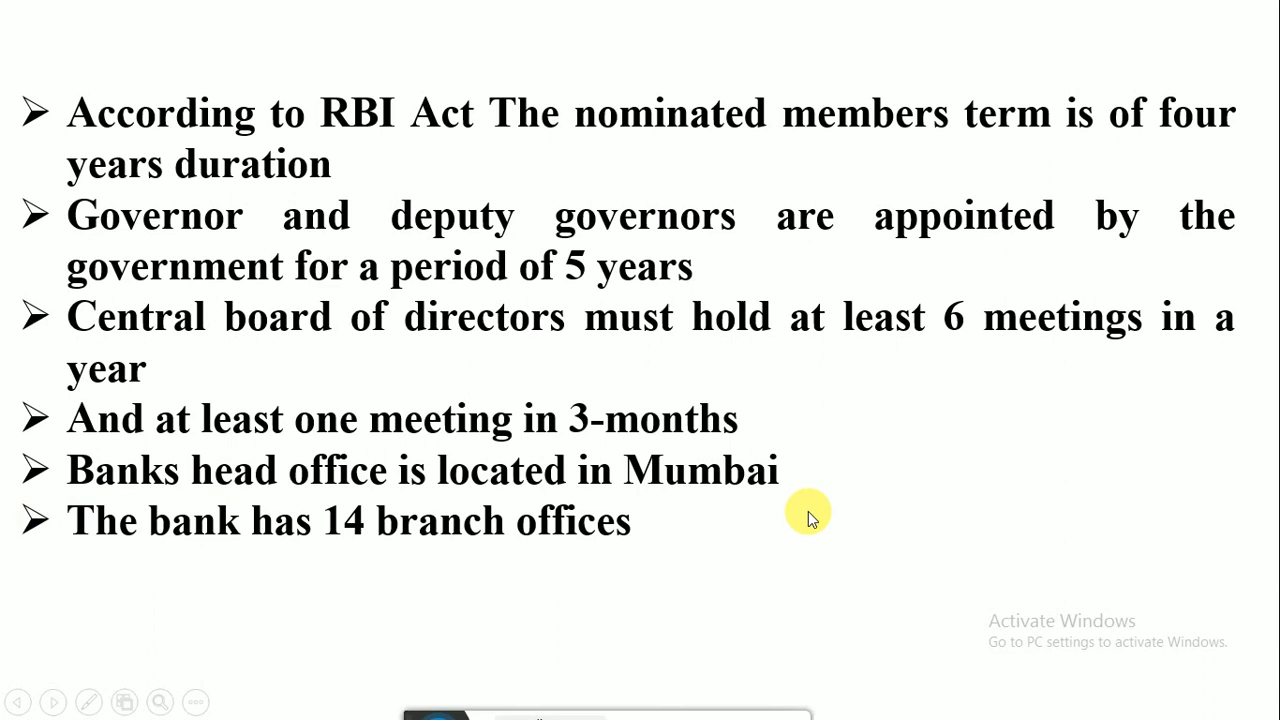 According to RBI Act The nominated members term is of four
years duration
Governor and deputy governors are appointed by the
government for a period of 5 years
Central board of directors must hold at least 6 meetings in a
year
And at least one meeting in 3-months
Banks head office is located in Mumbai
The bank has 14 branch offices
Activate Windows
Go to PC settings to activate Windows.